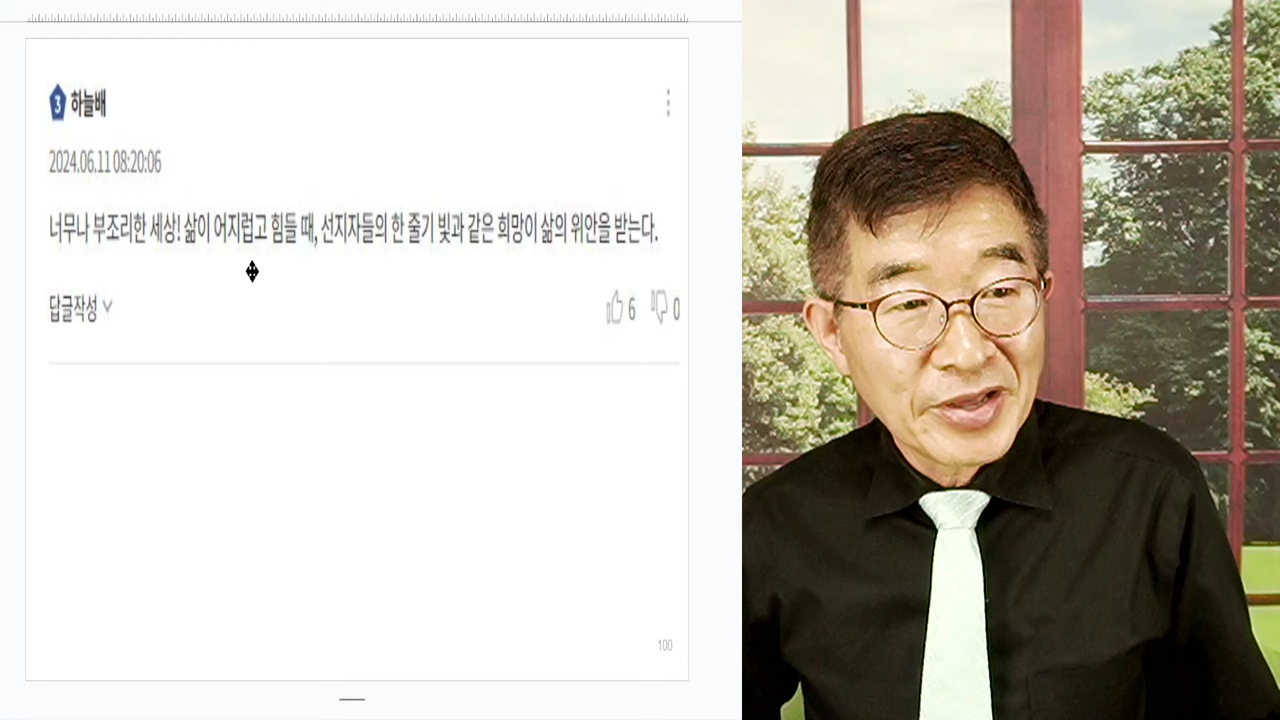 3 하늘배
2024.06.11 08:20:06
너무나 부조리한 세상! 삶이 어지럽고 힘들 때, 선지자들의 한 줄기 빛과 같은 희망이 삶의 위안을 받는다.
답글작성
6 0
100